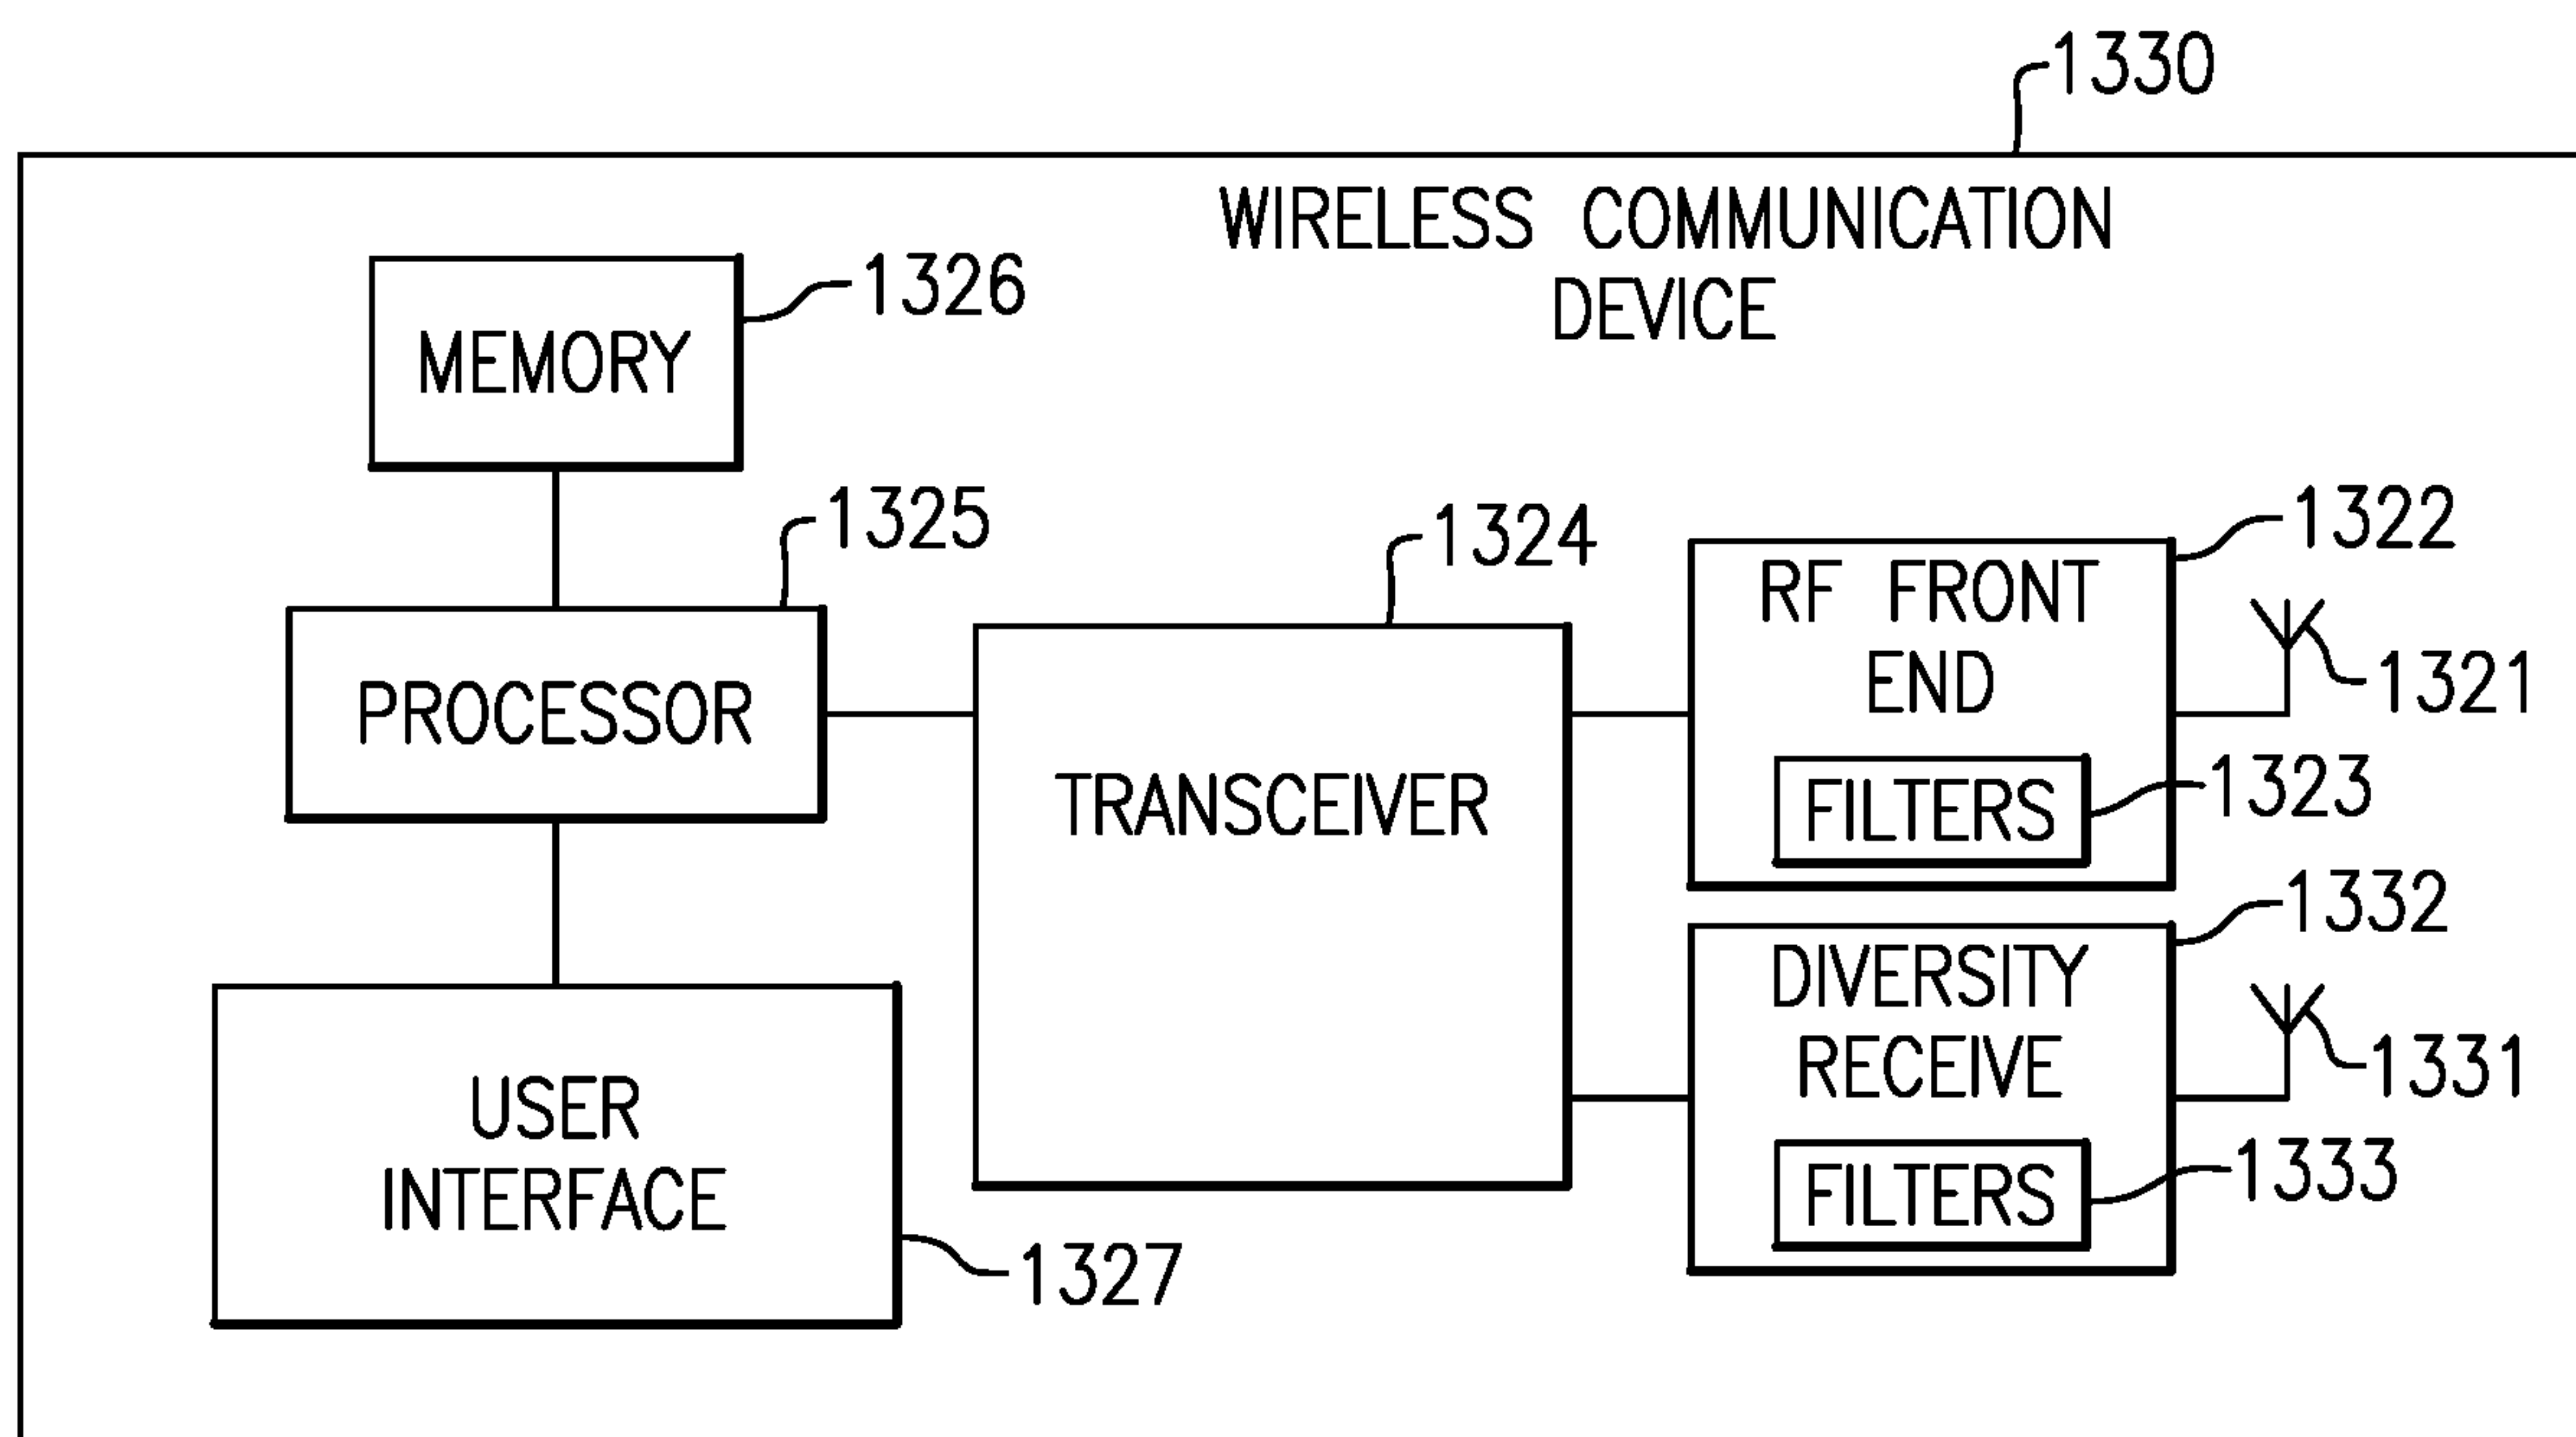 1330
WIRELESS COMMUNICATION
DEVICE
MEMORY
1326
1325
PROCESSOR
1324
TRANSCEIVER
1322
RF FRONT
END
1321
FILTERS
1323
1332
DIVERSITY
RECEIVE
1331
FILTERS
1333
USER
INTERFACE
1327